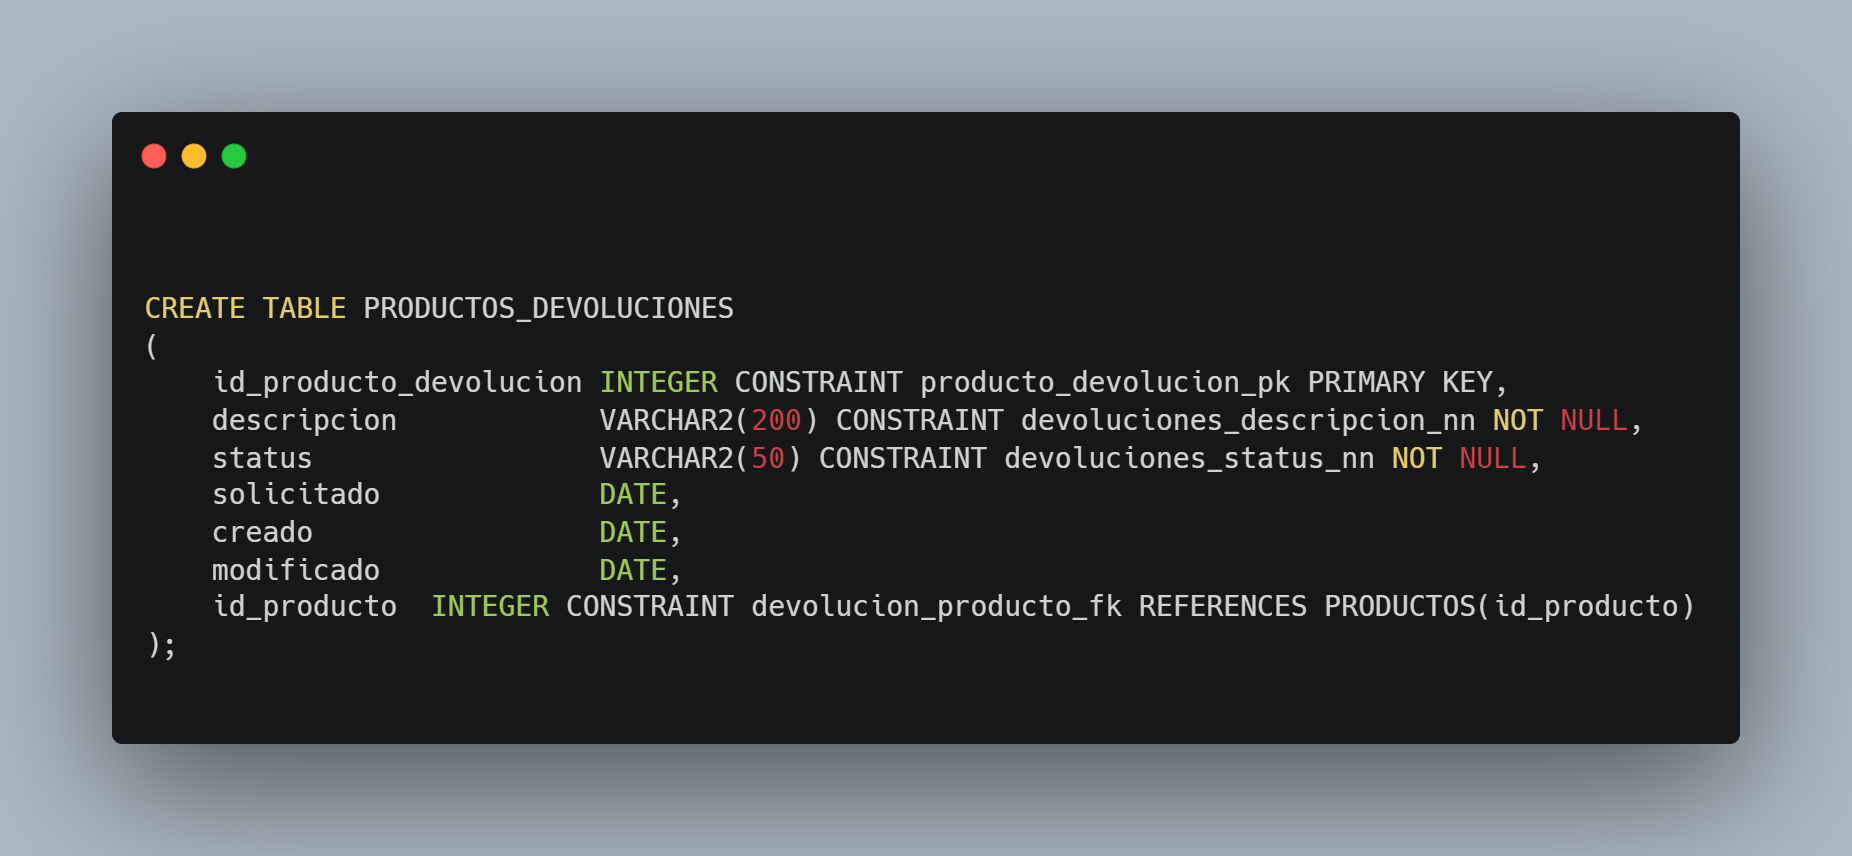 CREATE TABLE PRODUCTOS_DEVOLUCIONES
(
    id_producto_devolucion INTEGER CONSTRAINT producto_devolucion_pk PRIMARY KEY,
    descripcion            VARCHAR2(200) CONSTRAINT devoluciones_descripcion_nn NOT NULL,
    status                 VARCHAR2(50) CONSTRAINT devoluciones_status_nn NOT NULL,
    solicitado             DATE,
    creado                 DATE,
    modificado             DATE,
    id_producto  INTEGER CONSTRAINT devolucion_producto_fk REFERENCES PRODUCTOS(id_producto)
);